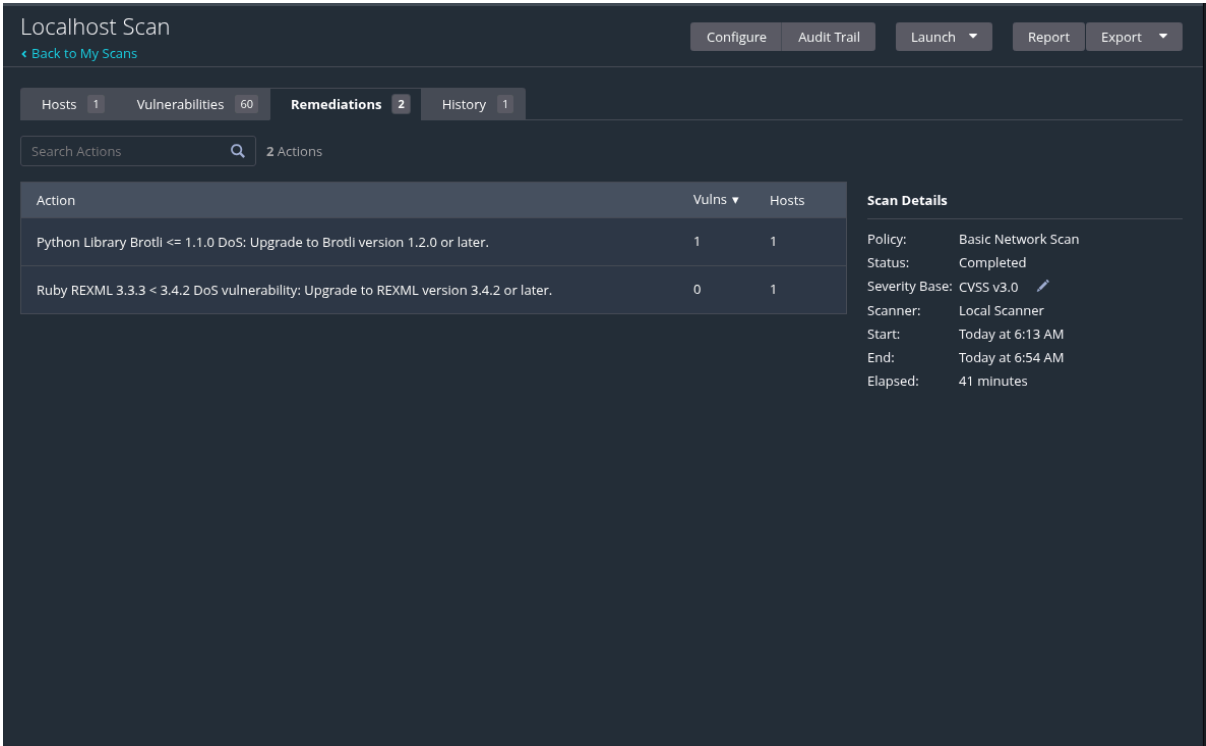 Localhost Scan
‹ Back to My Scans
Configure Audit Trail Launch ▼ Report Export ▼
Hosts 1 Vulnerabilities 60 Remediations 2 History 1
Search Actions 2 Actions
Action Vulns ▼ Hosts
Python Library Brotli <= 1.1.0 DoS: Upgrade to Brotli version 1.2.0 or later. 1 1
Ruby REXML 3.3.3 < 3.4.2 DoS vulnerability: Upgrade to REXML version 3.4.2 or later. 0 1
Scan Details
Policy: Basic Network Scan
Status: Completed
Severity Base: CVSS v3.0
Scanner: Local Scanner
Start: Today at 6:13 AM
End: Today at 6:54 AM
Elapsed: 41 minutes